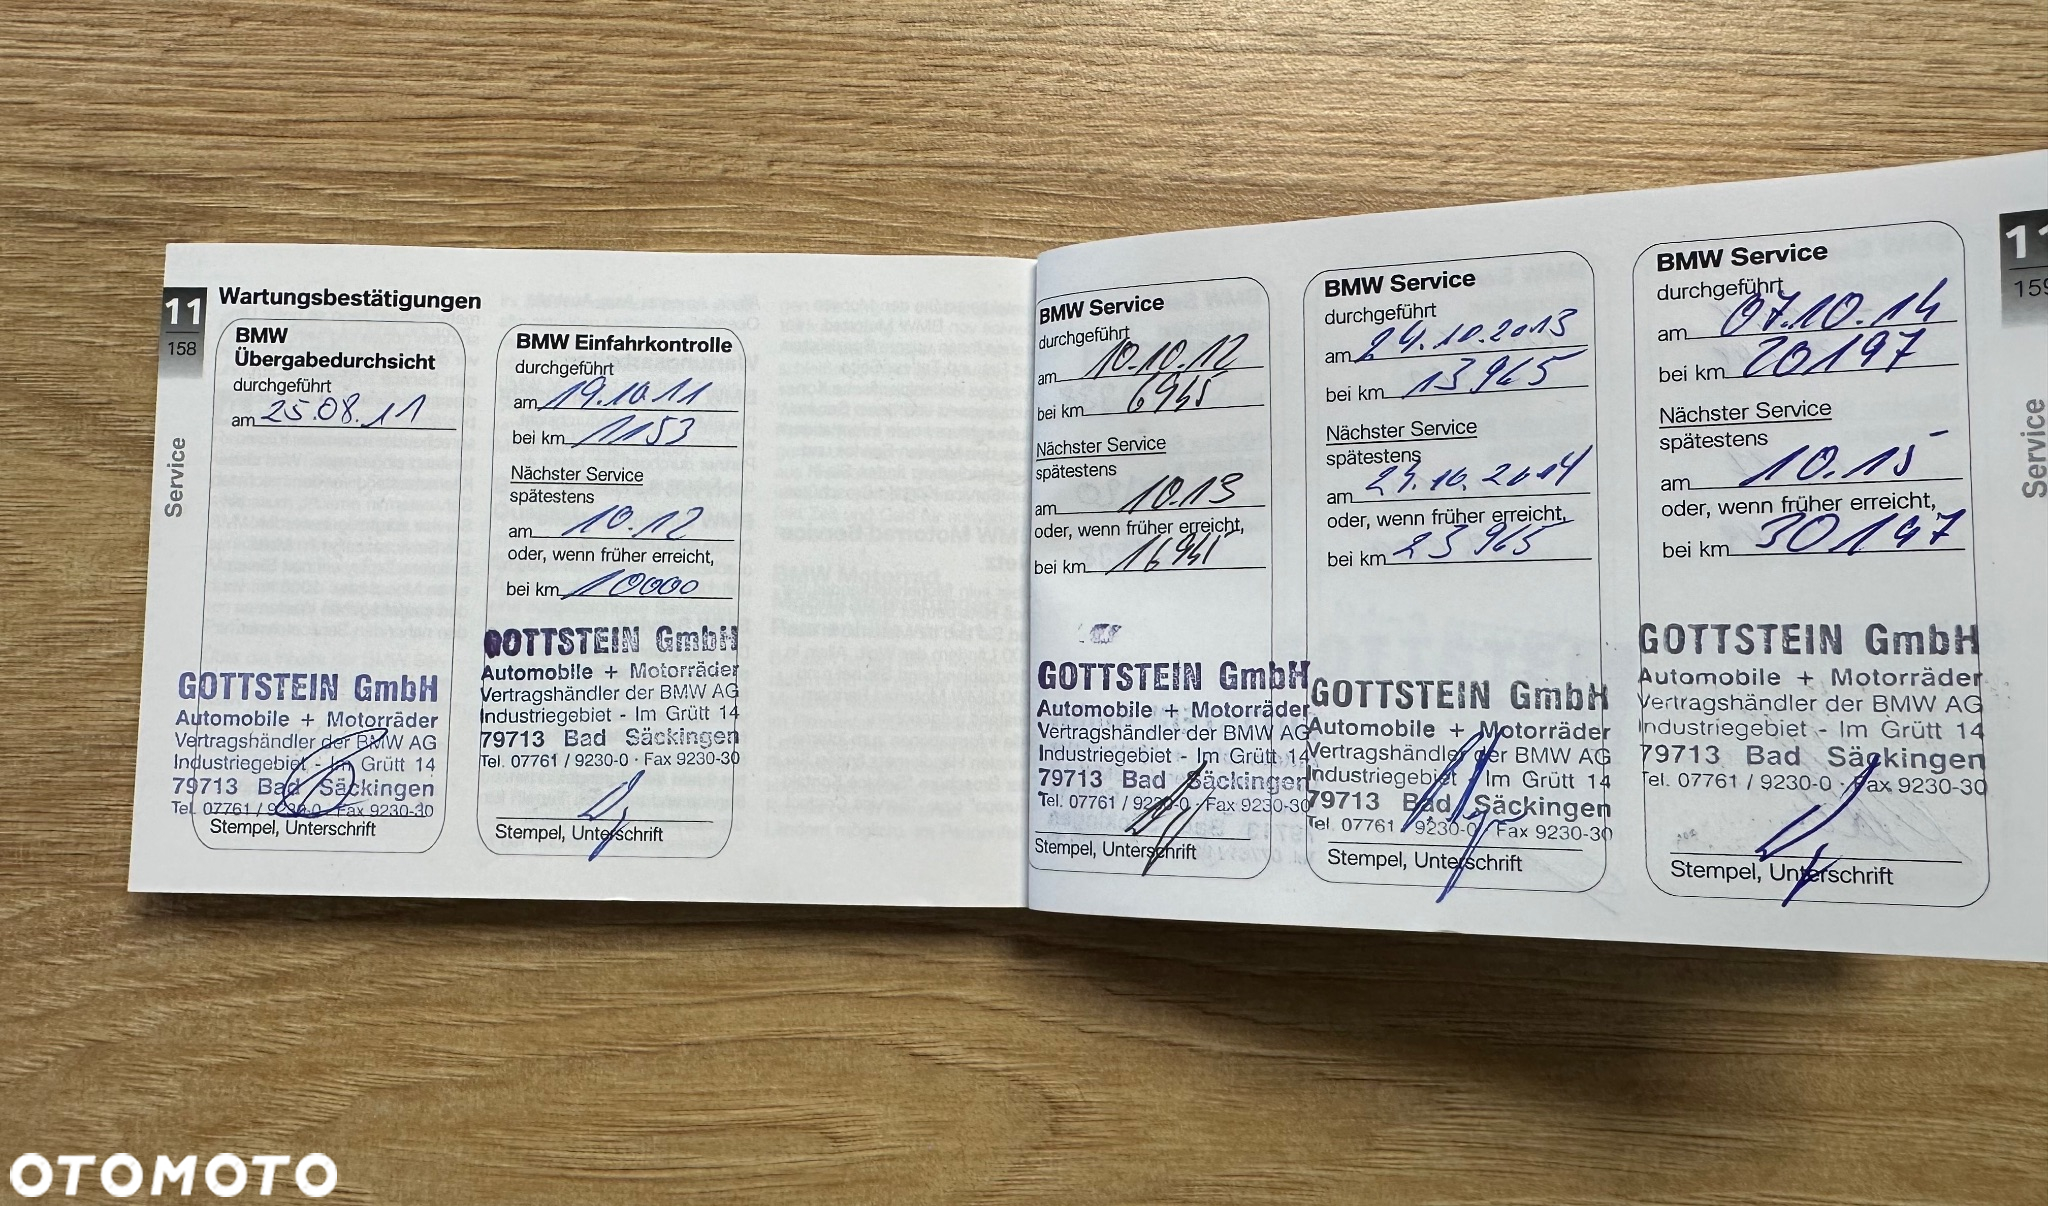 11
158
Service
Wartungsbestätigungen
BMW
Übergabedurchsicht
durchgeführt
am 25.08.11
GOTTSTEIN GmbH
Automobile + Motorräder
Vertragshändler der BMW AG
Industriegebiet - Im Grütt 14
79713 Bad Säckingen
Tel. 07761 / 9230-0 · Fax 9230-30
Stempel, Unterschrift
BMW Einfahrkontrolle
durchgeführt
am 19.10.11
bei km 1153
Nächster Service
spätestens
am 10.12
oder, wenn früher erreicht,
bei km 10000
GOTTSTEIN GmbH
Automobile + Motorräder
Vertragshändler der BMW AG
Industriegebiet - Im Grütt 14
79713 Bad Säckingen
Tel. 07761 / 9230-0 · Fax 9230-30
Stempel, Unterschrift
BMW Service
durchgeführt
am 10.10.12
bei km 6945
Nächster Service
spätestens
am 10.13
oder, wenn früher erreicht,
bei km 16945
GOTTSTEIN GmbH
Automobile + Motorräder
Vertragshändler der BMW AG
Industriegebiet - Im Grütt 14
79713 Bad Säckingen
Tel. 07761 / 9230-0 · Fax 9230-30
Stempel, Unterschrift
BMW Service
durchgeführt
am 24.10.2013
bei km 13965
Nächster Service
spätestens
am 24.10.2014
oder, wenn früher erreicht,
bei km 23965
GOTTSTEIN GmbH
Automobile + Motorräder
Vertragshändler der BMW AG
Industriegebiet - Im Grütt 14
79713 Bad Säckingen
Tel. 07761 / 9230-0 · Fax 9230-30
Stempel, Unterschrift
BMW Service
durchgeführt
am 07.10.14
bei km 20197
Nächster Service
spätestens
am 10.15
oder, wenn früher erreicht,
bei km 30197
GOTTSTEIN GmbH
Automobile + Motorräder
Vertragshändler der BMW AG
Industriegebiet - Im Grütt 14
79713 Bad Säckingen
Tel. 07761 / 9230-0 · Fax 9230-30
Stempel, Unterschrift
11
159
Service
OTOMOTO